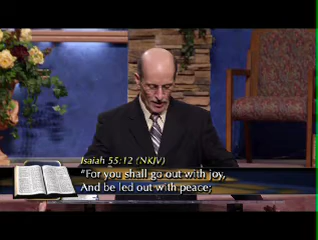 Isaiah 55:12 (NKJV)
"For you shall go out with joy,
And be led out with peace;